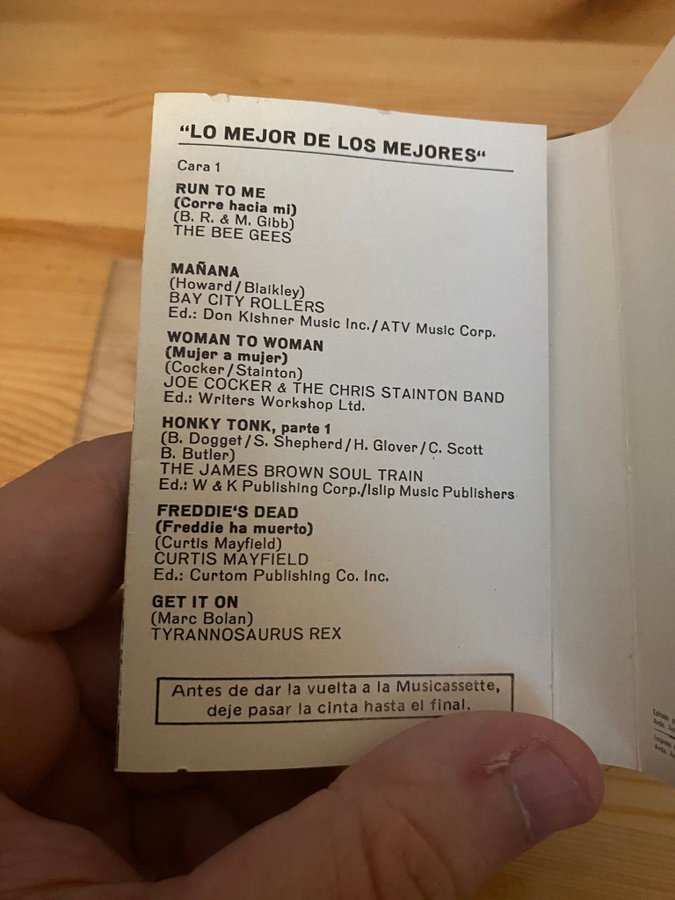 "LO MEJOR DE LOS MEJORES"
Cara 1
RUN TO ME
(Corre hacia mi)
(B. R. & M. Gibb)
THE BEE GEES
MAÑANA
(Howard/Blaikley)
BAY CITY ROLLERS
Ed.: Don Kishner Music Inc./ATV Music Corp.
WOMAN TO WOMAN
(Mujer a mujer)
(Cocker/Stainton)
JOE COCKER & THE CHRIS STAINTON BAND
Ed.: Writers Workshop Ltd.
HONKY TONK, parte 1
(B. Dogget/S. Shepherd/H. Glover/C. Scott
B. Butler)
THE JAMES BROWN SOUL TRAIN
Ed.: W & K Publishing Corp./Islip Music Publishers
FREDDIE'S DEAD
(Freddie ha muerto)
(Curtis Mayfield)
CURTIS MAYFIELD
Ed.: Curtom Publishing Co. Inc.
GET IT ON
(Marc Bolan)
TYRANNOSAURUS REX
Antes de dar la vuelta a la Musicassette,
deje pasar la cinta hasta el final.